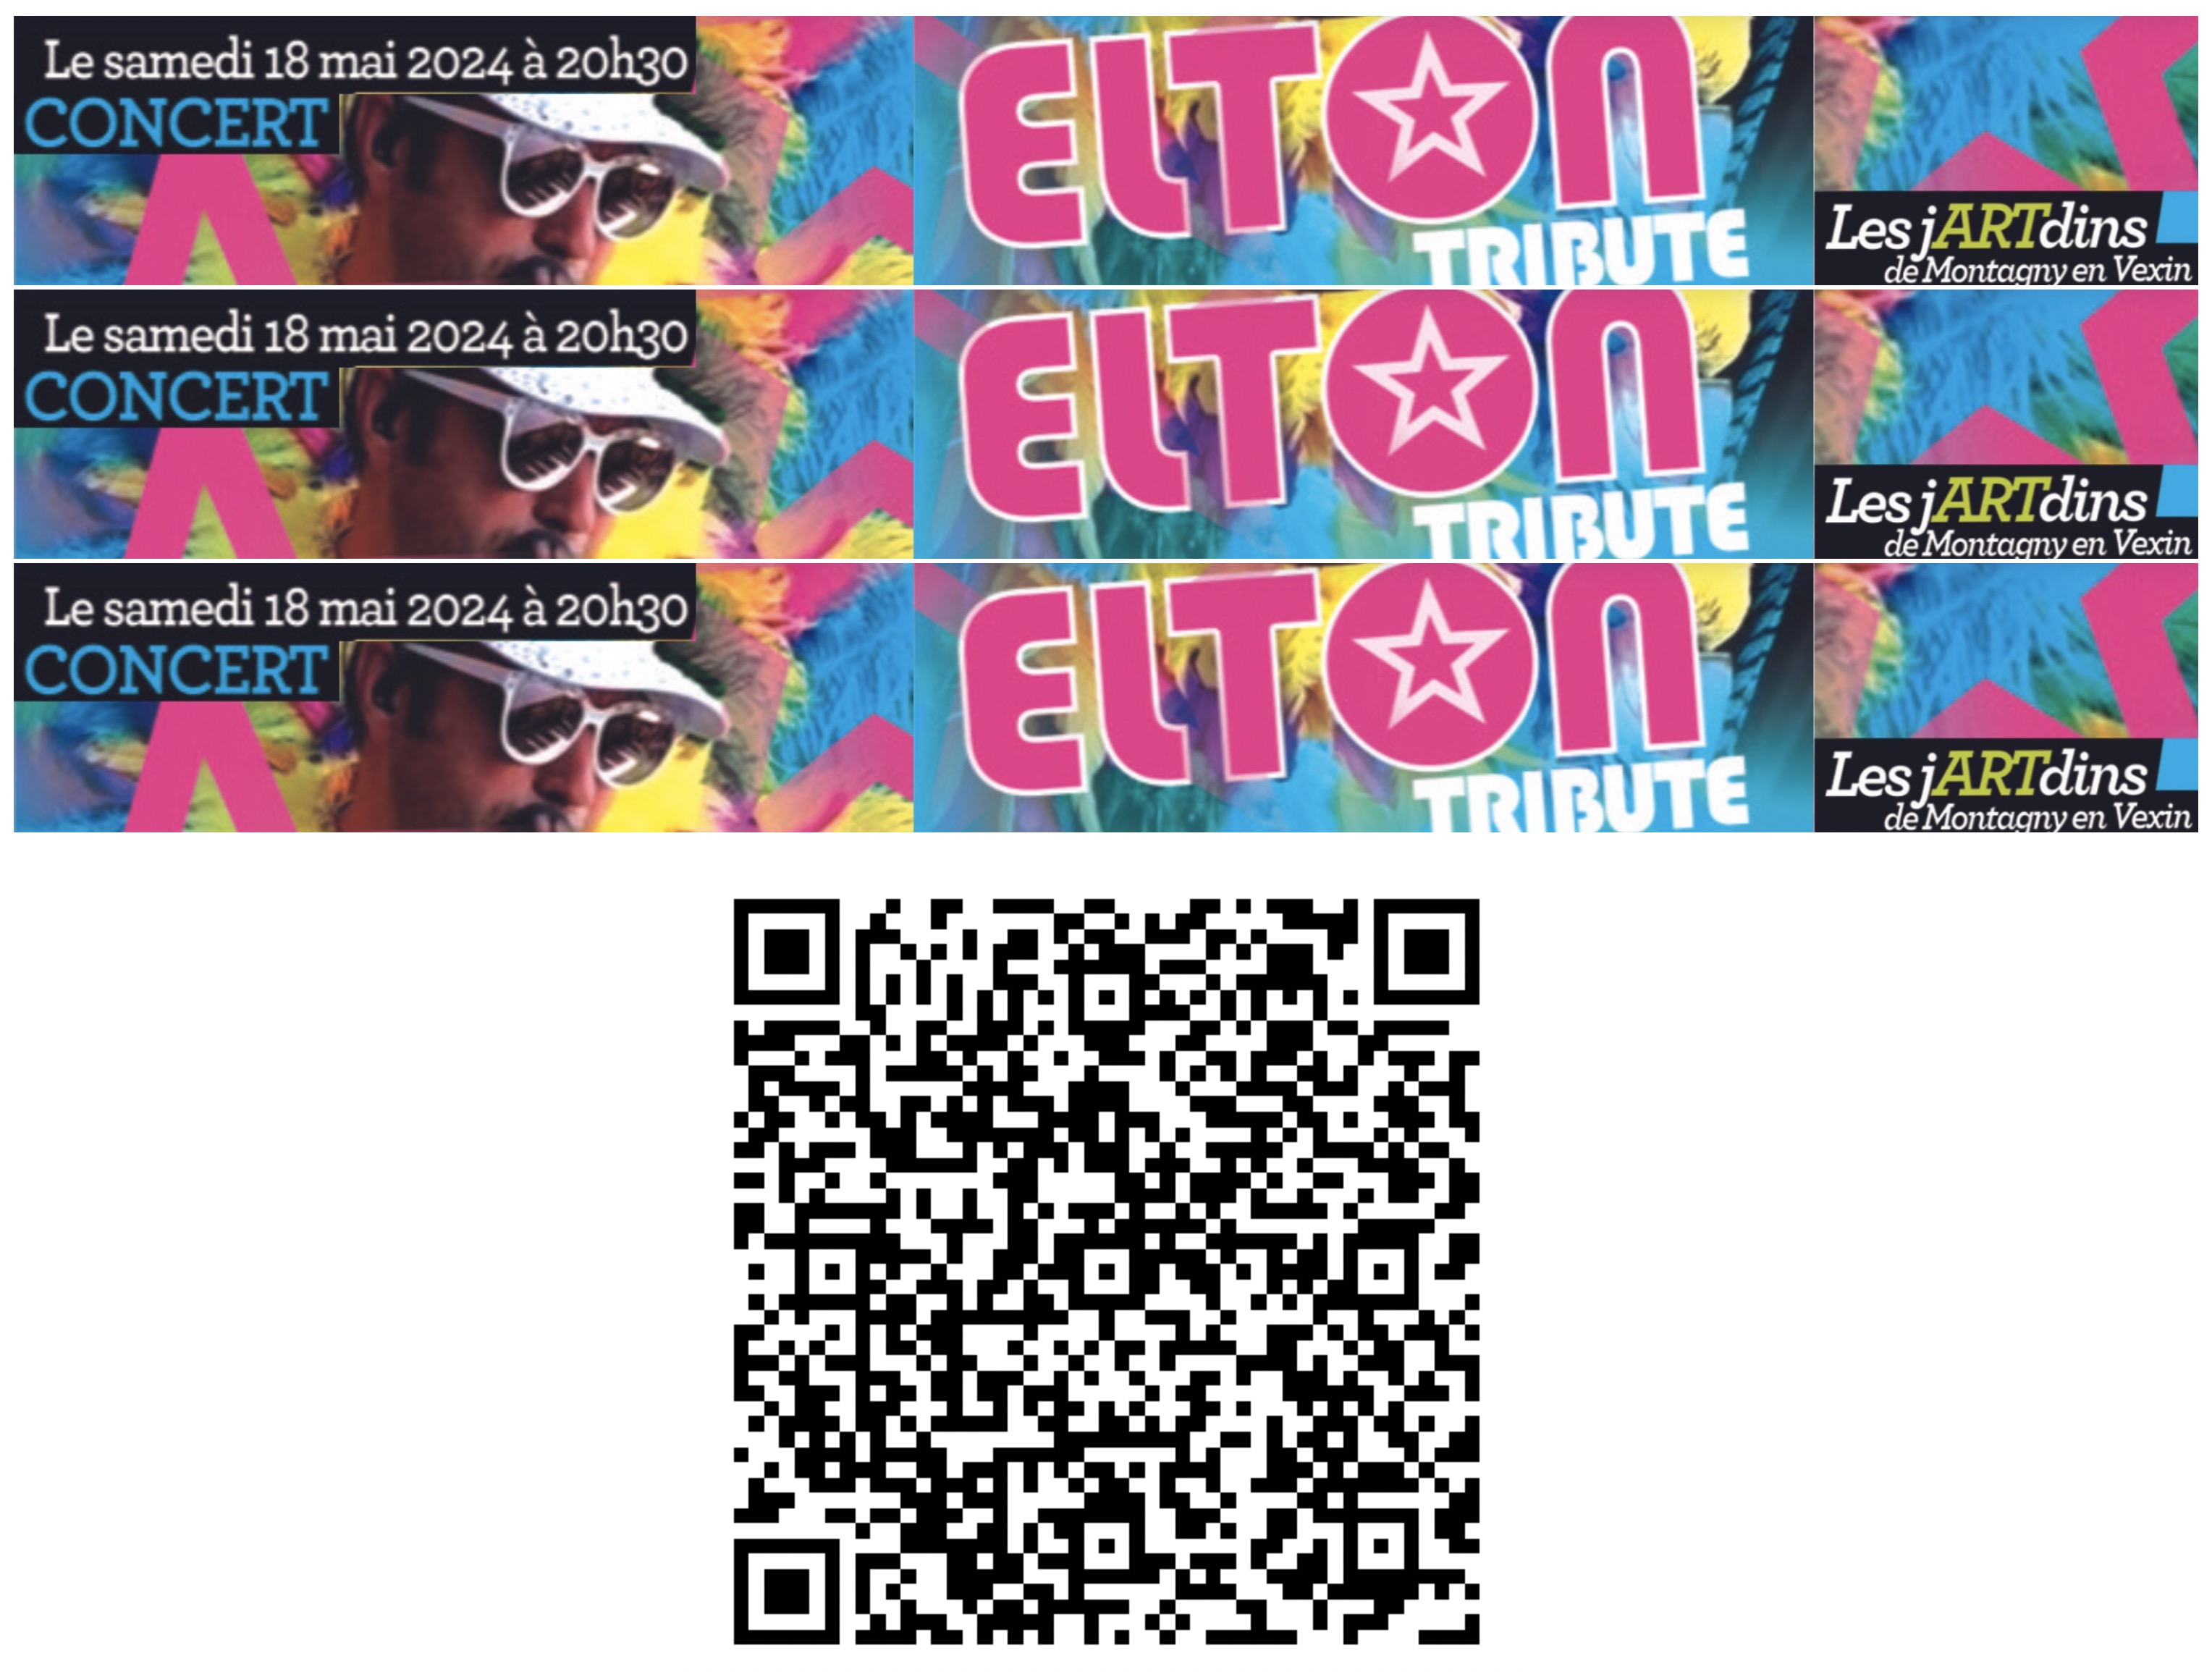 Le samedi 18 mai 2024 à 20h30
CONCERT
ELTON
TRIBUTE
Les jARTdins
de Montagny en Vexin
Le samedi 18 mai 2024 à 20h30
CONCERT
ELTON
TRIBUTE
Les jARTdins
de Montagny en Vexin
Le samedi 18 mai 2024 à 20h30
CONCERT
ELTON
TRIBUTE
Les jARTdins
de Montagny en Vexin